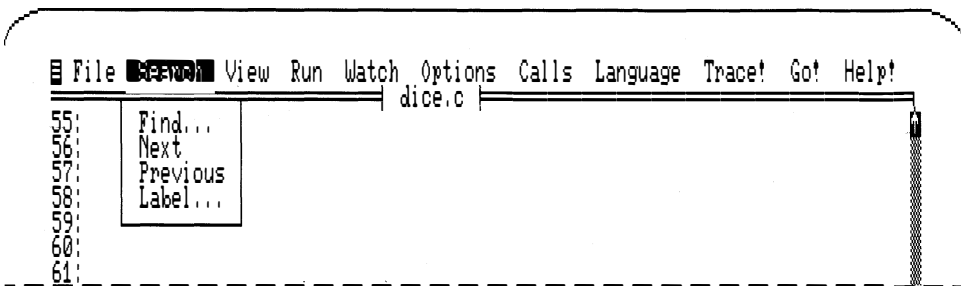 File Search View Run Watch Options Calls Language Trace! Go! Help!
dice.c
55 Find...
56 Next
57 Previous
58 Label...
59
60
61